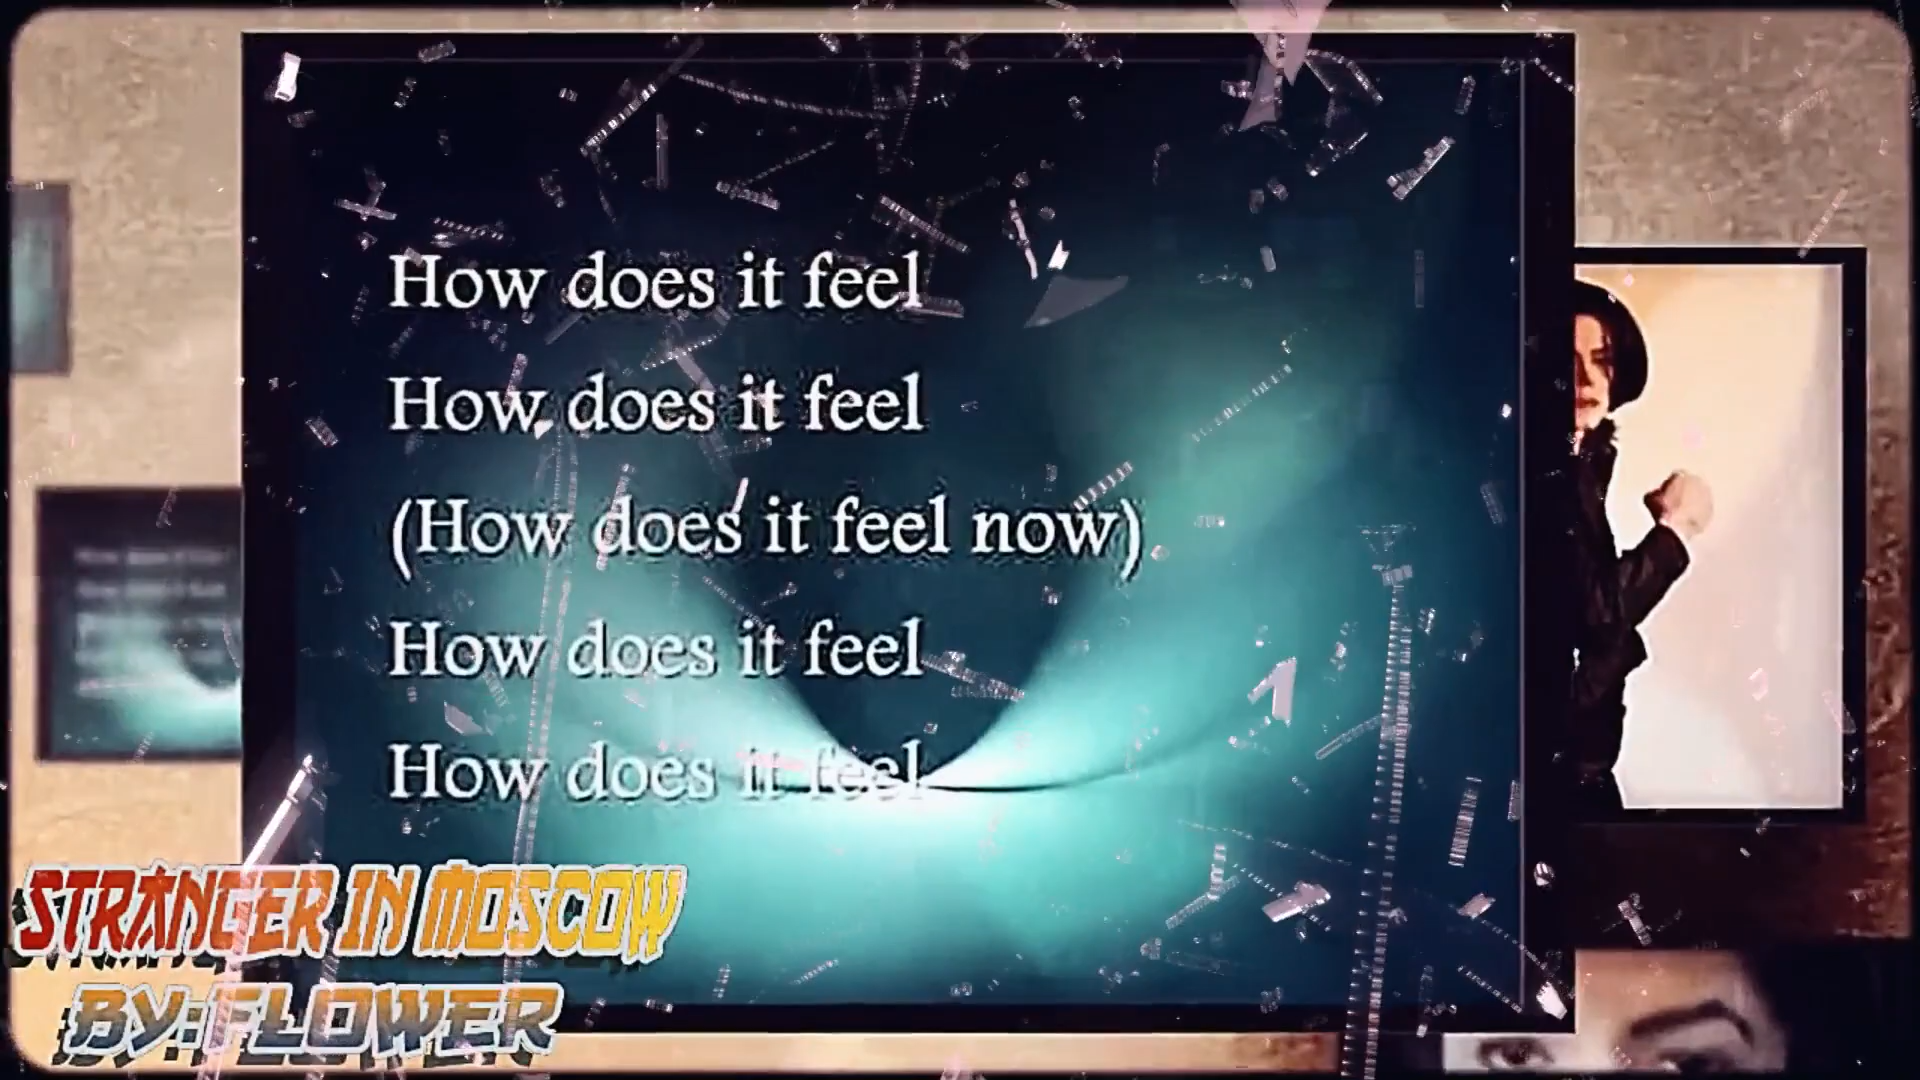 How does it feel
How does it feel
(How does it feel now)
How does it feel
How does it feel
STRANGER IN MOSCOW
BY:FLOWER